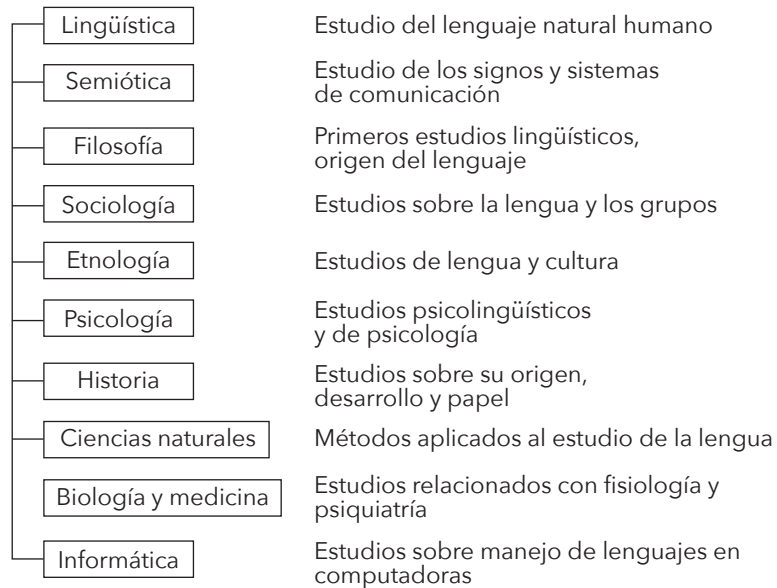 Lingüística Estudio del lenguaje natural humano
Semiótica Estudio de los signos y sistemas
de comunicación
Filosofía Primeros estudios lingüísticos,
origen del lenguaje
Sociología Estudios sobre la lengua y los grupos
Etnología Estudios de lengua y cultura
Psicología Estudios psicolingüísticos
y de psicología
Historia Estudios sobre su origen,
desarrollo y papel
Ciencias naturales Métodos aplicados al estudio de la lengua
Biología y medicina Estudios relacionados con fisiología y
psiquiatría
Informática Estudios sobre manejo de lenguajes en
computadoras